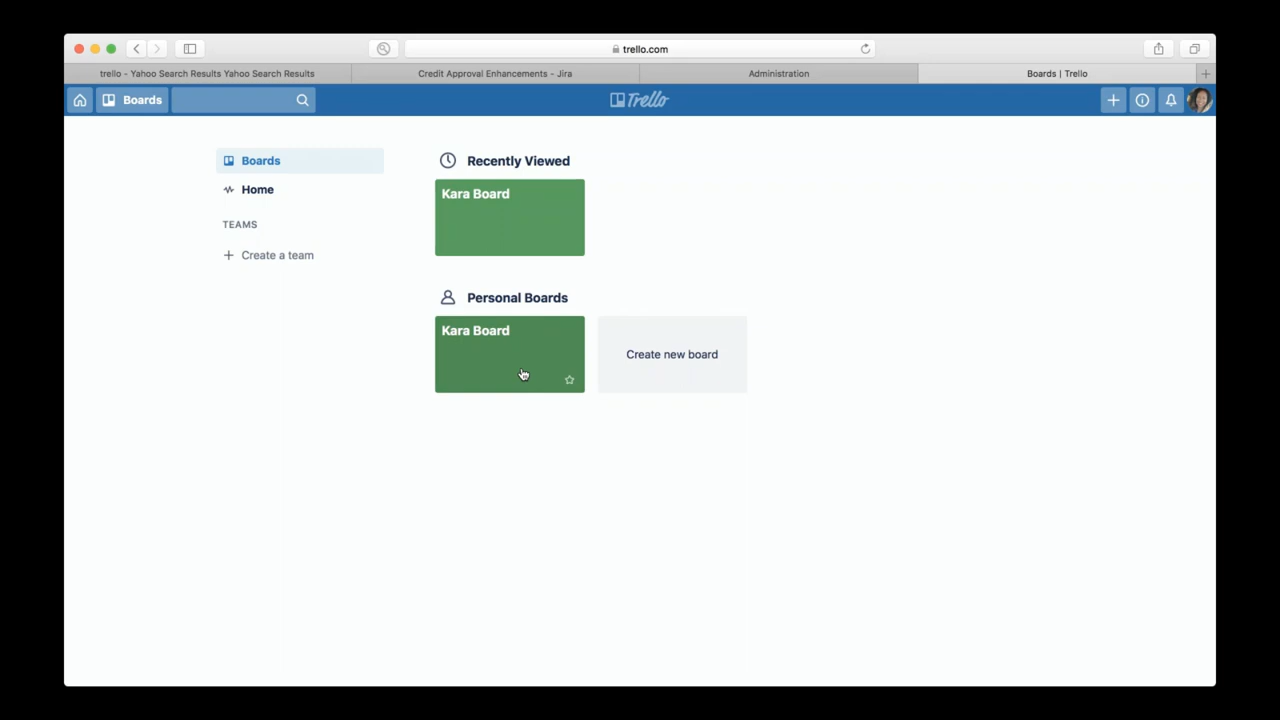 trello.com
trello - Yahoo Search Results Yahoo Search Results
Credit Approval Enhancements - Jira
Administration
Boards | Trello
Boards
Trello
Boards
Home
TEAMS
Create a team
Recently Viewed
Kara Board
Personal Boards
Kara Board
Create new board